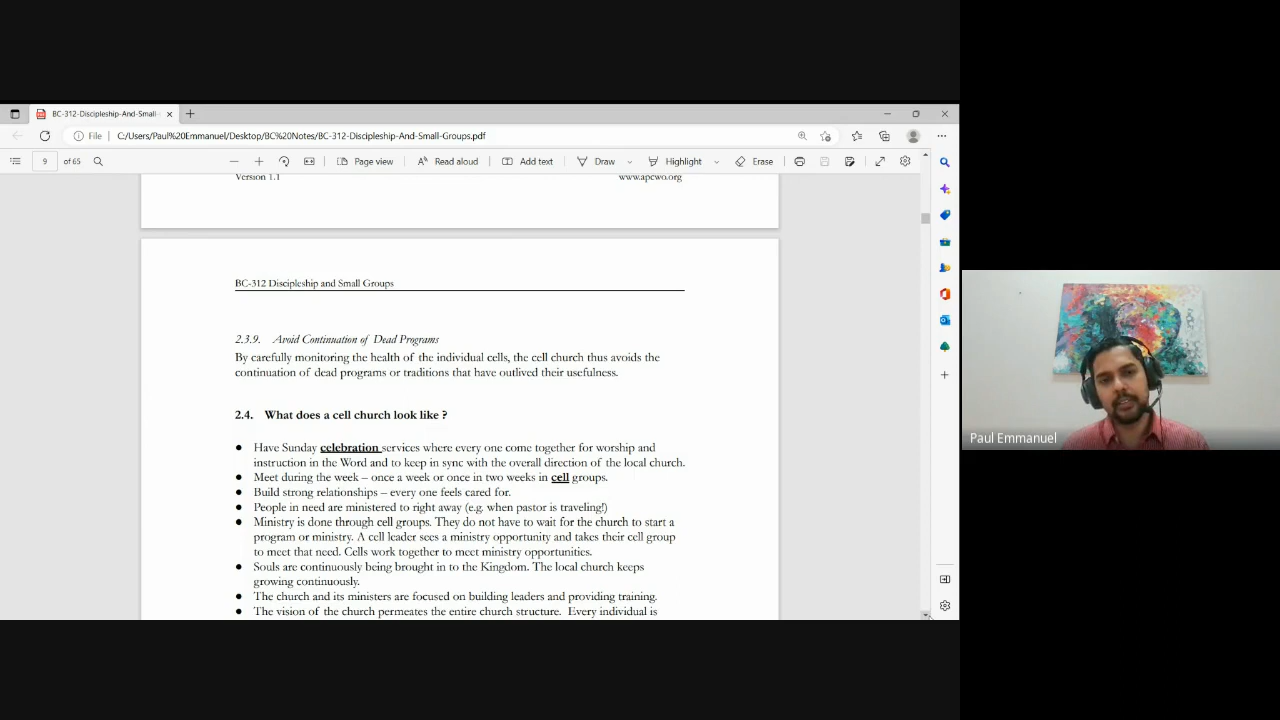 BC-312-Discipleship-And-Small-
File
C:/Users/Paul%20Emmanuel/Desktop/BC%20Notes/BC-312-Discipleship-And-Small-Groups.pdf
9 of 65
Page view
Read aloud
Add text
Draw
Highlight
Erase
Version 1.1 www.apcwo.org
BC-312 Discipleship and Small Groups
2.3.9. Avoid Continuation of Dead Programs
By carefully monitoring the health of the individual cells, the cell church thus avoids the
continuation of dead programs or traditions that have outlived their usefulness.
2.4. What does a cell church look like ?
● Have Sunday celebration services where every one come together for worship and
instruction in the Word and to keep in sync with the overall direction of the local church.
● Meet during the week – once a week or once in two weeks in cell groups.
● Build strong relationships – every one feels cared for.
● People in need are ministered to right away (e.g. when pastor is traveling!)
● Ministry is done through cell groups. They do not have to wait for the church to start a
program or ministry. A cell leader sees a ministry opportunity and takes their cell group
to meet that need. Cells work together to meet ministry opportunities.
● Souls are continuously being brought in to the Kingdom. The local church keeps
growing continuously.
● The church and its ministers are focused on building leaders and providing training.
● The vision of the church permeates the entire church structure. Every individual is
Paul Emmanuel